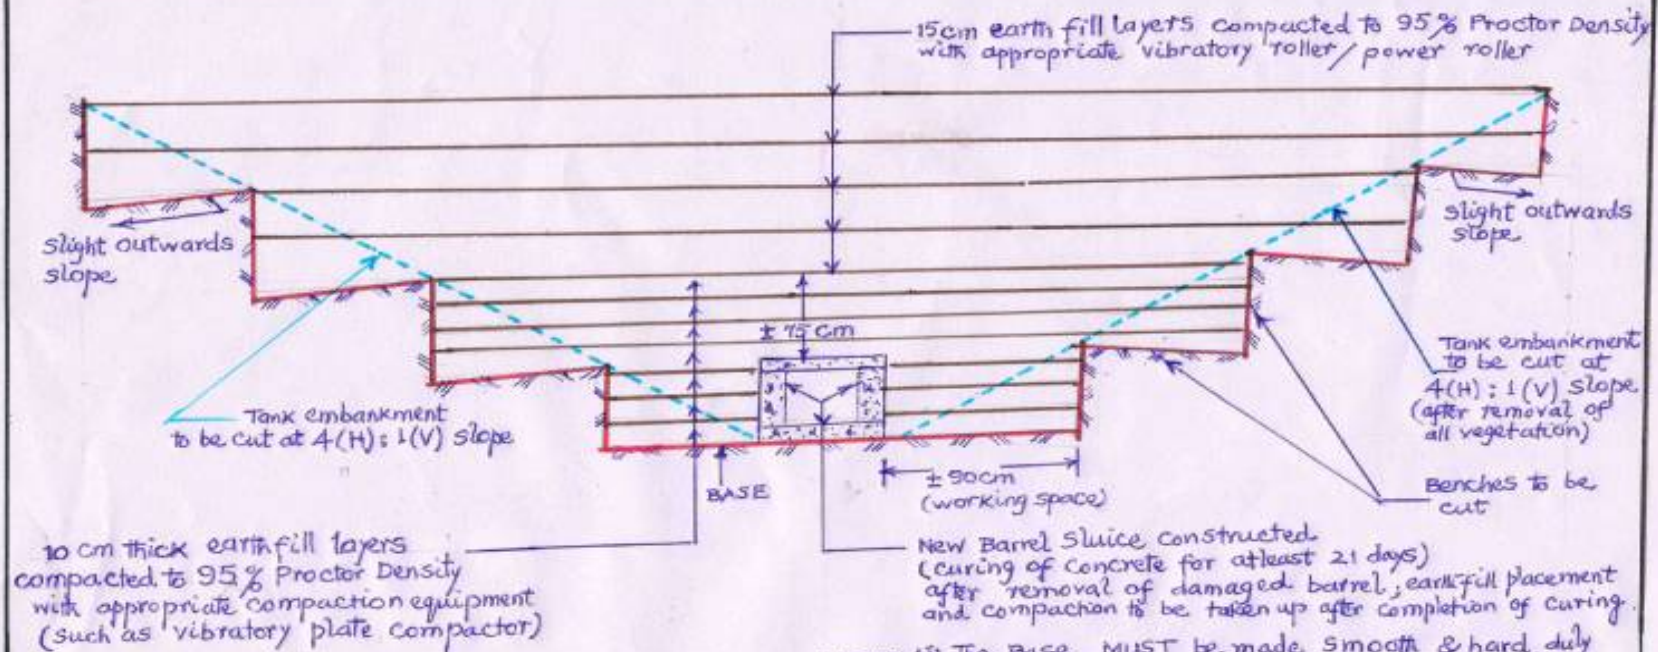 15cm earth fill layers compacted to 95% Proctor Density
with appropriate vibratory roller/power roller
Slight outwards
slope
Slight outwards
slope
± 75cm
Tank embankment
to be cut at 4(H):1(V) Slope
Tank embankment
to be cut at
4(H):1(V) Slope
(after removal of
all vegetation)
BASE
± 90cm
(working space)
Benches to be
cut
10 cm thick earthfill layers
compacted to 95% Proctor Density
with appropriate compaction equipment
(such as vibratory plate compactor)
New Barrel Sluice Constructed
(curing of concrete for atleast 21 days)
after removal of damaged barrel; earthfill placement
and compaction to be taken up after completion of curing.
BASE MUST be made smooth & hard duly